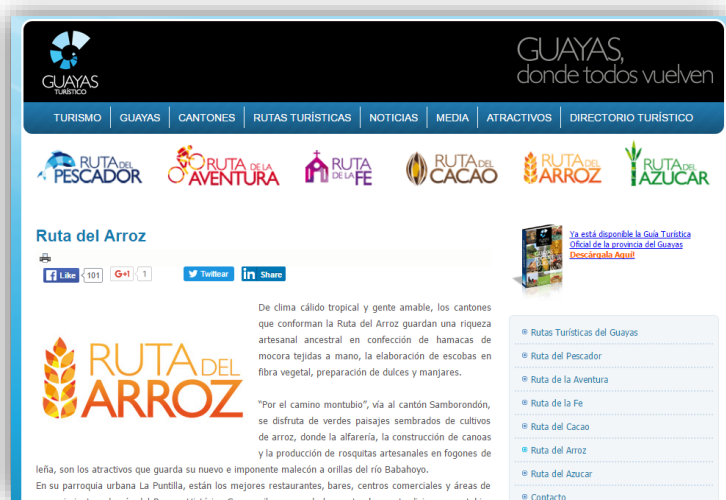 GUAYAS
TURÍSTICO
GUAYAS,
donde todos vuelven
TURISMO GUAYAS CANTONES RUTAS TURÍSTICAS NOTICIAS MEDIA ATRACTIVOS DIRECTORIO TURÍSTICO
RUTA DEL PESCADOR
RUTA DE LA AVENTURA
RUTA DE LA FE
RUTA DEL CACAO
RUTA DEL ARROZ
RUTA DEL AZUCAR
Ruta del Arroz
Like 101 G+1 1 Twittear in Share
RUTA DEL
ARROZ
De clima cálido tropical y gente amable, los cantones
que conforman la Ruta del Arroz guardan una riqueza
artesanal ancestral en confección de hamacas de
mocora tejidas a mano, la elaboración de escobas en
fibra vegetal, preparación de dulces y manjares.
"Por el camino montubio", vía al cantón Samborondón,
se disfruta de verdes paisajes sembrados de cultivos
de arroz, donde la alfarería, la construcción de canoas
y la producción de rosquitas artesanales en fogones de
leña, son los atractivos que guarda su nuevo e imponente malecón a orillas del río Babahoyo.
En su parroquia urbana La Puntilla, están los mejores restaurantes, bares, centros comerciales y áreas de
Ya está disponible la Guía Turística
Oficial de la provincia del Guayas
Descárgala Aquí!
Rutas Turísticas del Guayas
Ruta del Pescador
Ruta de la Aventura
Ruta de la Fe
Ruta del Cacao
Ruta del Arroz
Ruta del Azucar
Contacto